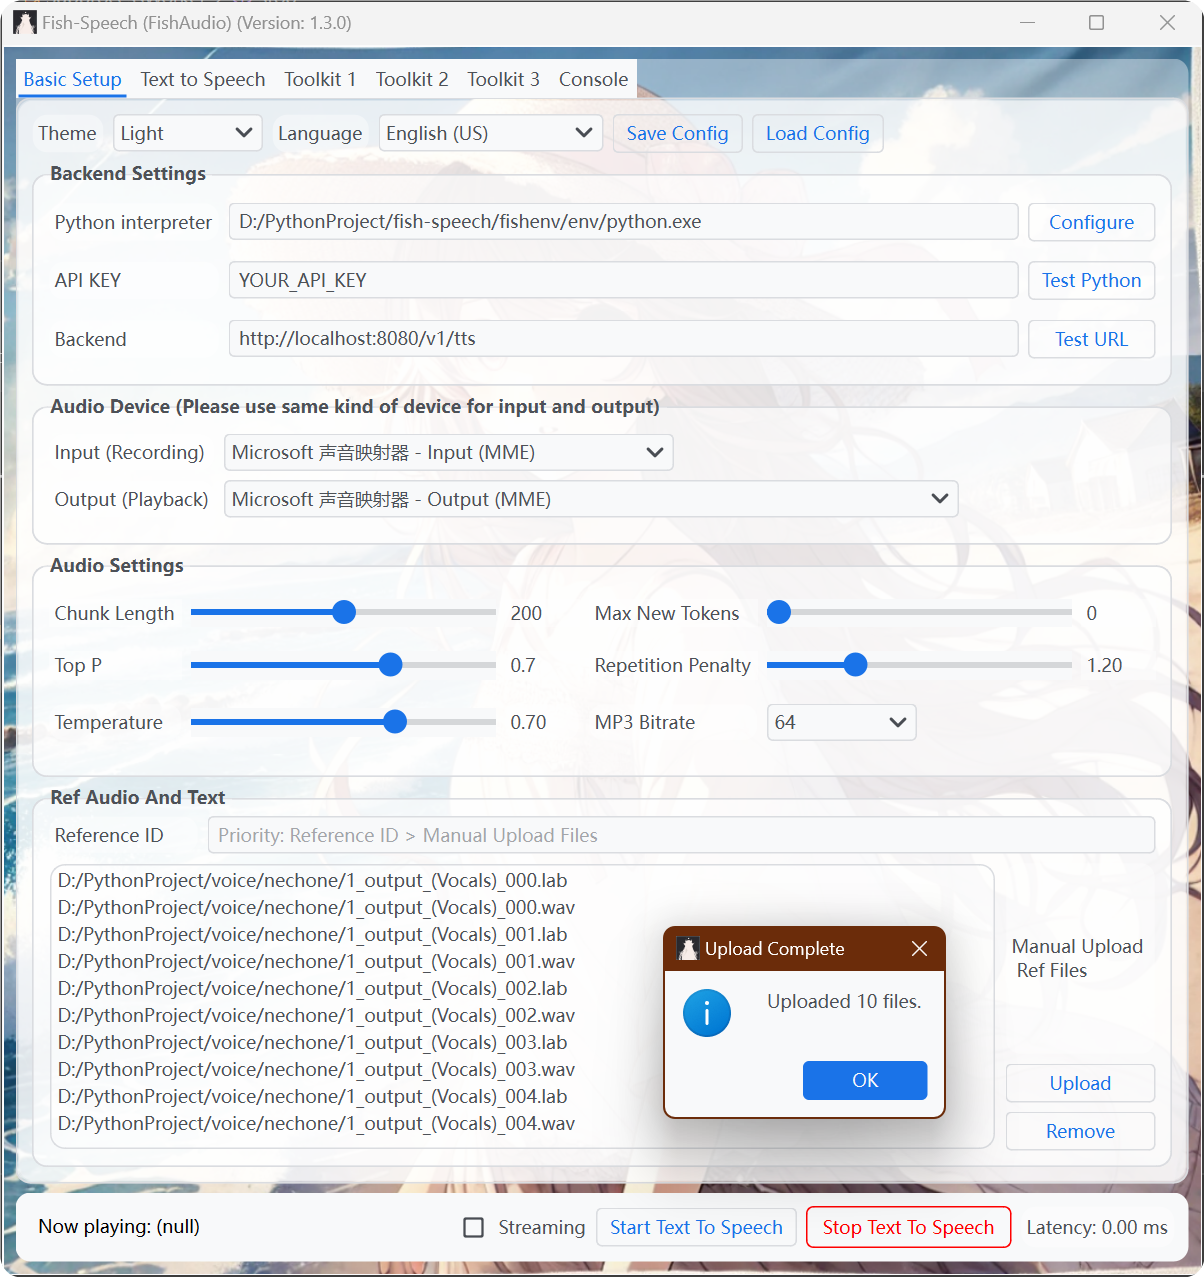 Fish-Speech (FishAudio) (Version: 1.3.0)
Basic Setup Text to Speech Toolkit 1 Toolkit 2 Toolkit 3 Console
Theme Light Language English (US) Save Config Load Config
Backend Settings
Python interpreter D:/PythonProject/fish-speech/fishenv/env/python.exe Configure
API KEY YOUR_API_KEY Test Python
Backend http://localhost:8080/v1/tts Test URL
Audio Device (Please use same kind of device for input and output)
Input (Recording) Microsoft 声音映射器 - Input (MME)
Output (Playback) Microsoft 声音映射器 - Output (MME)
Audio Settings
Chunk Length 200 Max New Tokens 0
Top P 0.7 Repetition Penalty 1.20
Temperature 0.70 MP3 Bitrate 64
Ref Audio And Text
Reference ID Priority: Reference ID > Manual Upload Files
D:/PythonProject/voice/nechone/1_output_(Vocals)_000.lab
D:/PythonProject/voice/nechone/1_output_(Vocals)_000.wav
D:/PythonProject/voice/nechone/1_output_(Vocals)_001.lab
D:/PythonProject/voice/nechone/1_output_(Vocals)_001.wav
D:/PythonProject/voice/nechone/1_output_(Vocals)_002.lab
D:/PythonProject/voice/nechone/1_output_(Vocals)_002.wav
D:/PythonProject/voice/nechone/1_output_(Vocals)_003.lab
D:/PythonProject/voice/nechone/1_output_(Vocals)_003.wav
D:/PythonProject/voice/nechone/1_output_(Vocals)_004.lab
D:/PythonProject/voice/nechone/1_output_(Vocals)_004.wav
Upload Complete
Uploaded 10 files.
OK
Manual Upload
Ref Files
Upload
Remove
Now playing: (null) Streaming Start Text To Speech Stop Text To Speech Latency: 0.00 ms